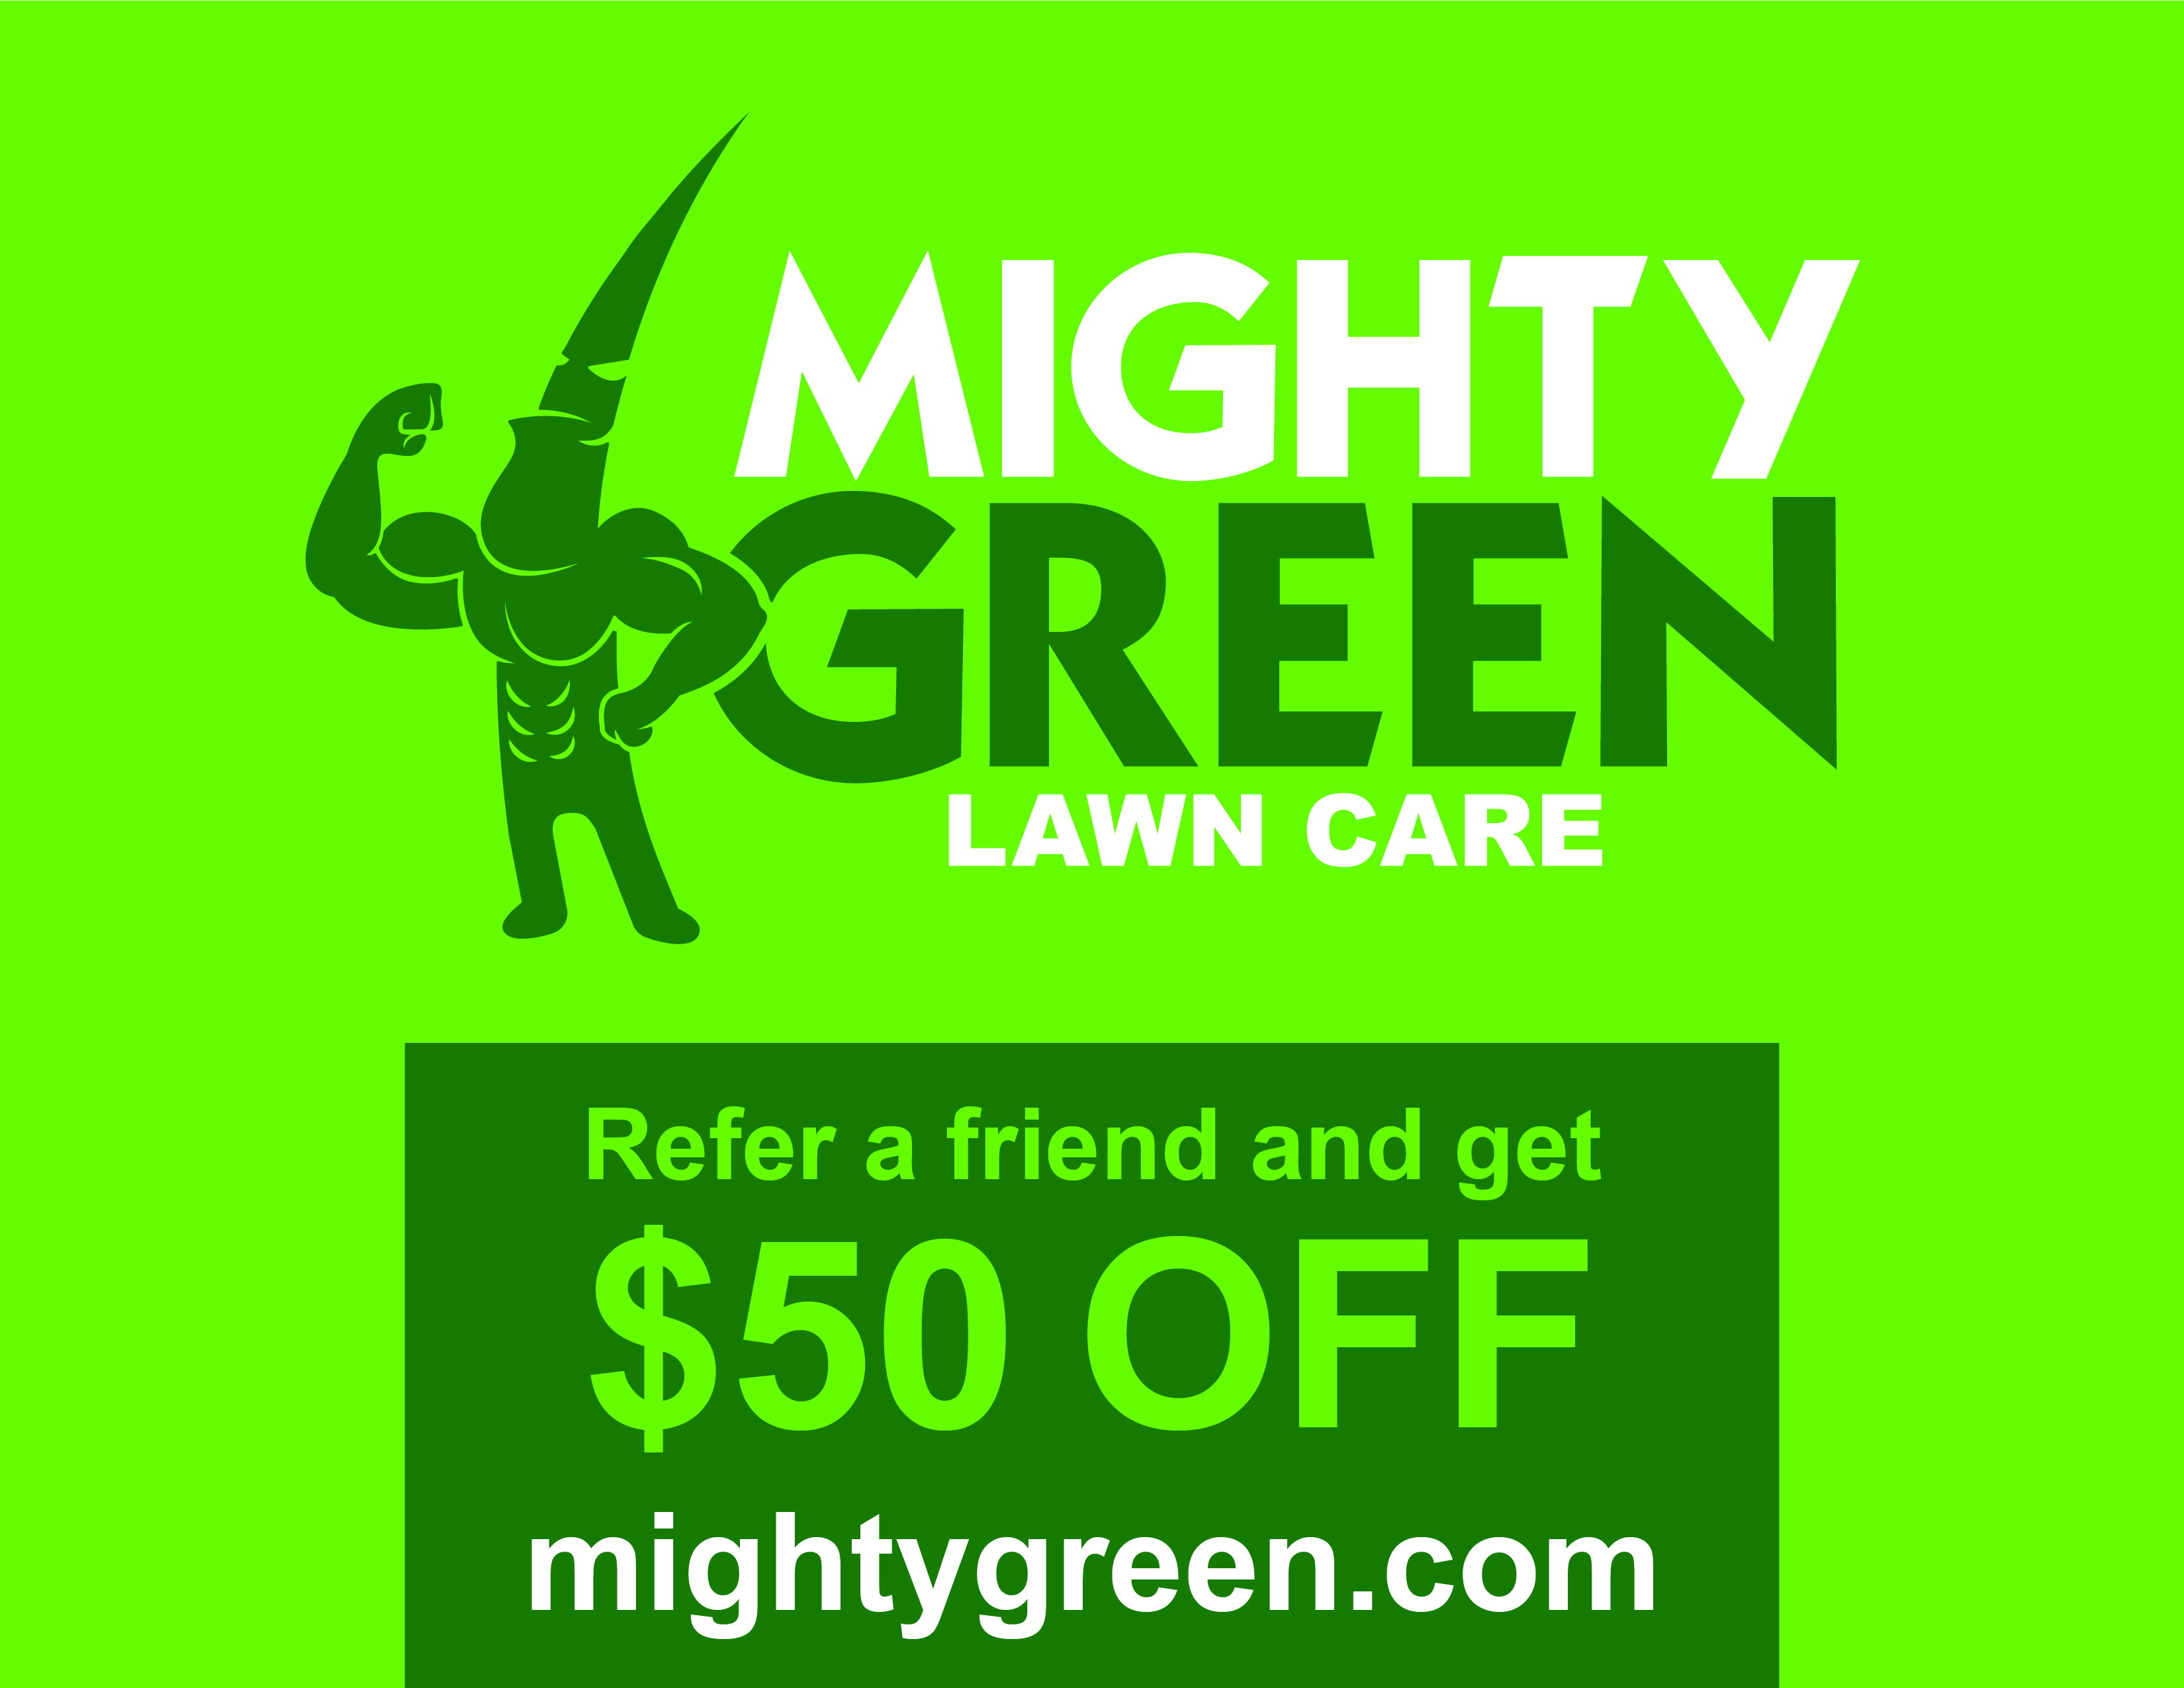 MIGHTY
GREEN
LAWN CARE
Refer a friend and get
$50 OFF
mightygreen.com